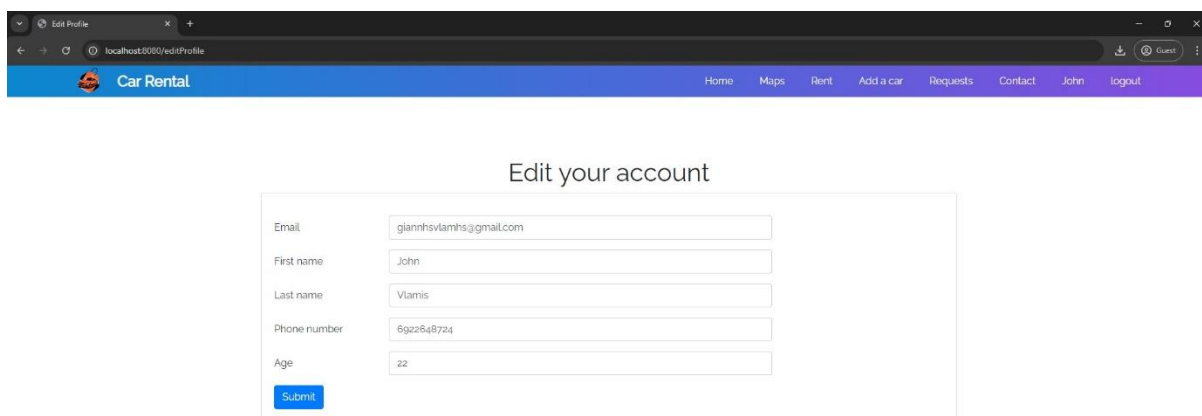 Edit Profile
localhost:8080/editProfile
Guest
Car Rental Home Maps Rent Add a car Requests Contact John logout
Edit your account
Email giannhsvlamhs@gmail.com
First name John
Last name Vlamis
Phone number 6922648724
Age 22
Submit